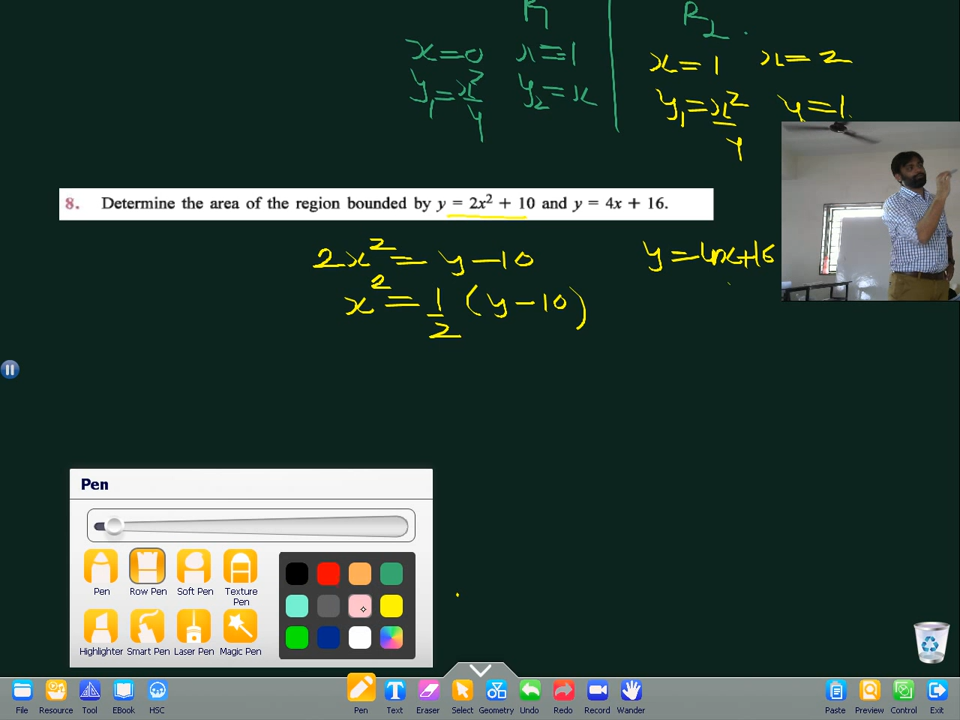 R1
R2
x=0 x=1
x=1 x=2
y1=x²/4 y2=x
y1=x²/4 y=1
8. Determine the area of the region bounded by y = 2x² + 10 and y = 4x + 16.
2x² = y-10 y=4x+16
x² = 1/2 (y-10)
Pen
Pen Row Pen Soft Pen Texture Pen
Highlighter Smart Pen Laser Pen Magic Pen
File Resource Tool EBook HSC Pen Text Eraser Select Geometry Undo Redo Record Wander Paste Preview Control Exit